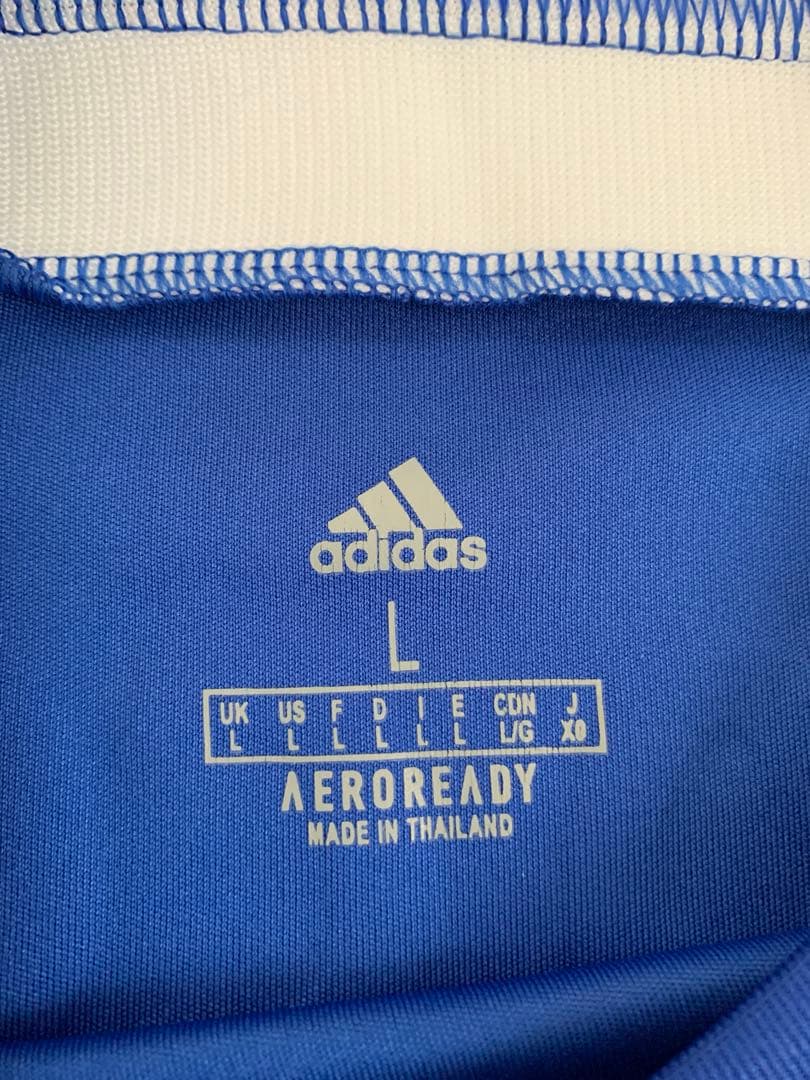 adidas
L
UK US F D I E CDN J
L L L L L L L/G XO
AEROREADY
MADE IN THAILAND